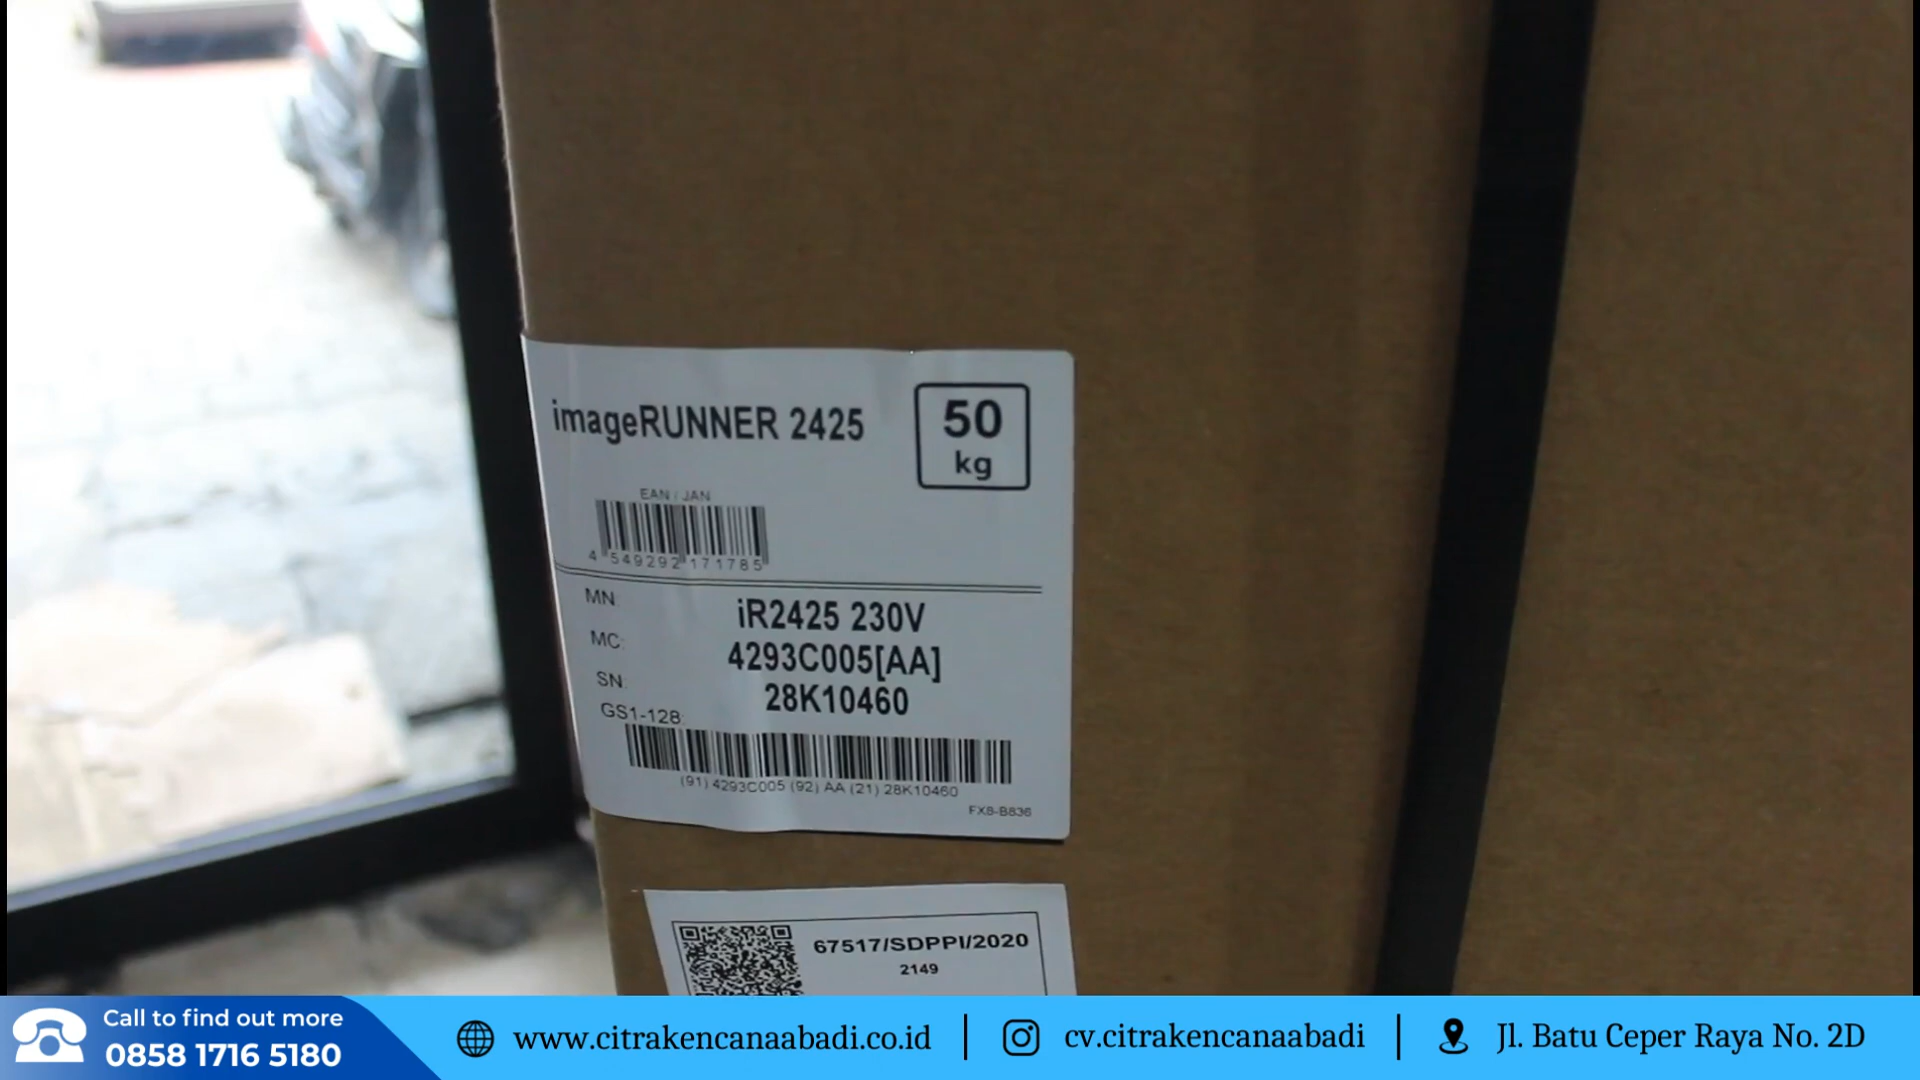 imageRUNNER 2425
50
kg
EAN / JAN
4 549292 171785
MN: iR2425 230V
MC: 4293C005[AA]
SN: 28K10460
GS1-128:
(91) 4293C005 (92) AA (21) 28K10460
FX8-B836
67517/SDPPI/2020
2149
Call to find out more
0858 1716 5180
www.citrakencanaabadi.co.id
cv.citrakencanaabadi
Jl. Batu Ceper Raya No. 2D